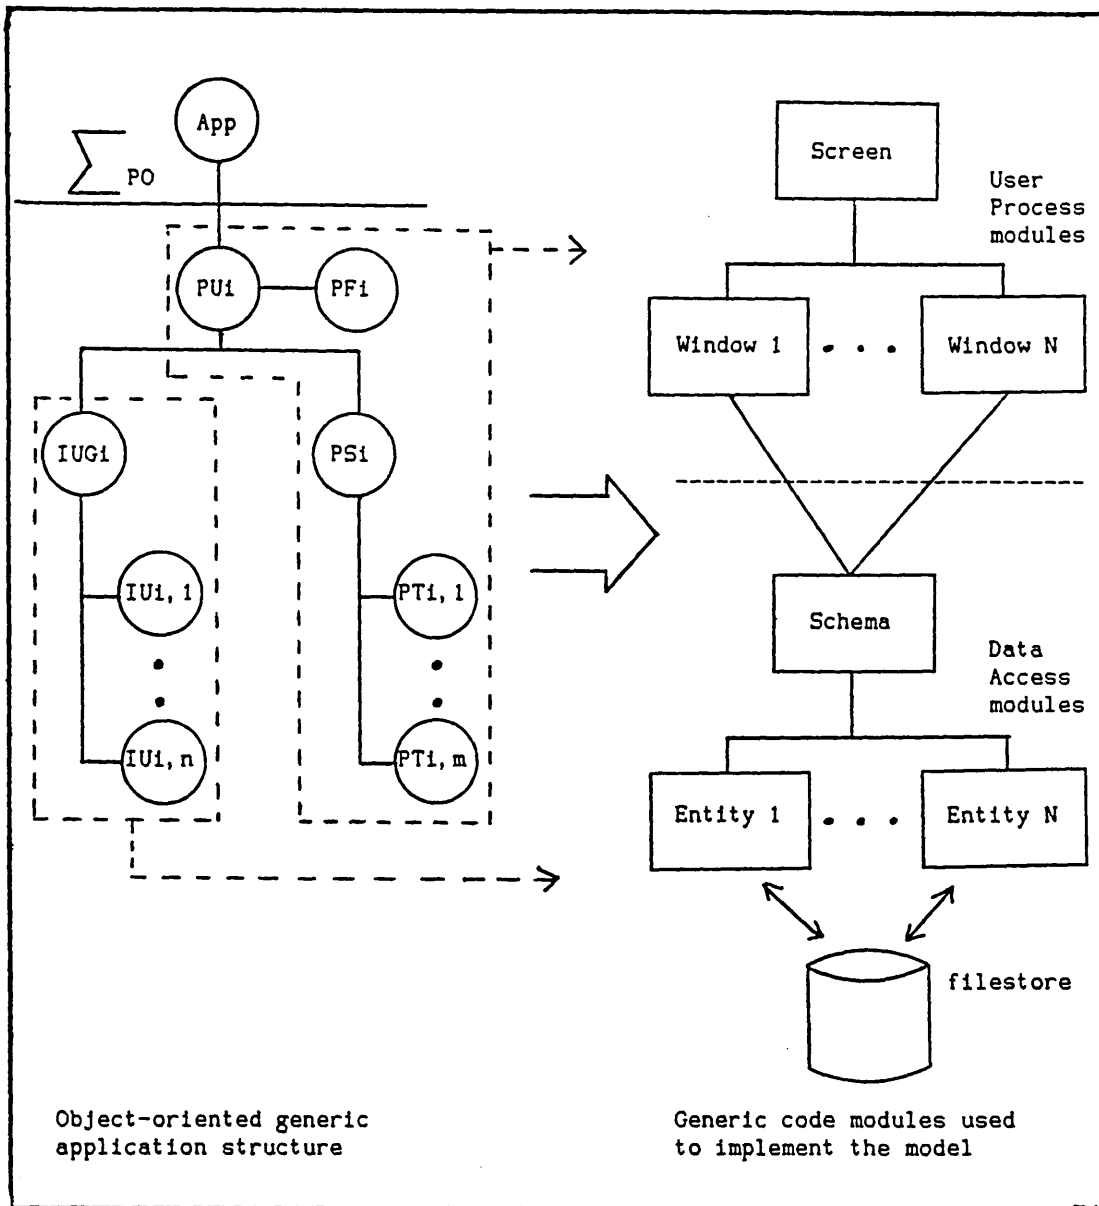 App
Σ PO
PUi
PFi
IUGi
PSi
IUi, 1
PTi, 1
IUi, n
PTi, m
Object-oriented generic
application structure
Screen
User
Process
modules
Window 1
Window N
Schema
Data
Access
modules
Entity 1
Entity N
filestore
Generic code modules used
to implement the model